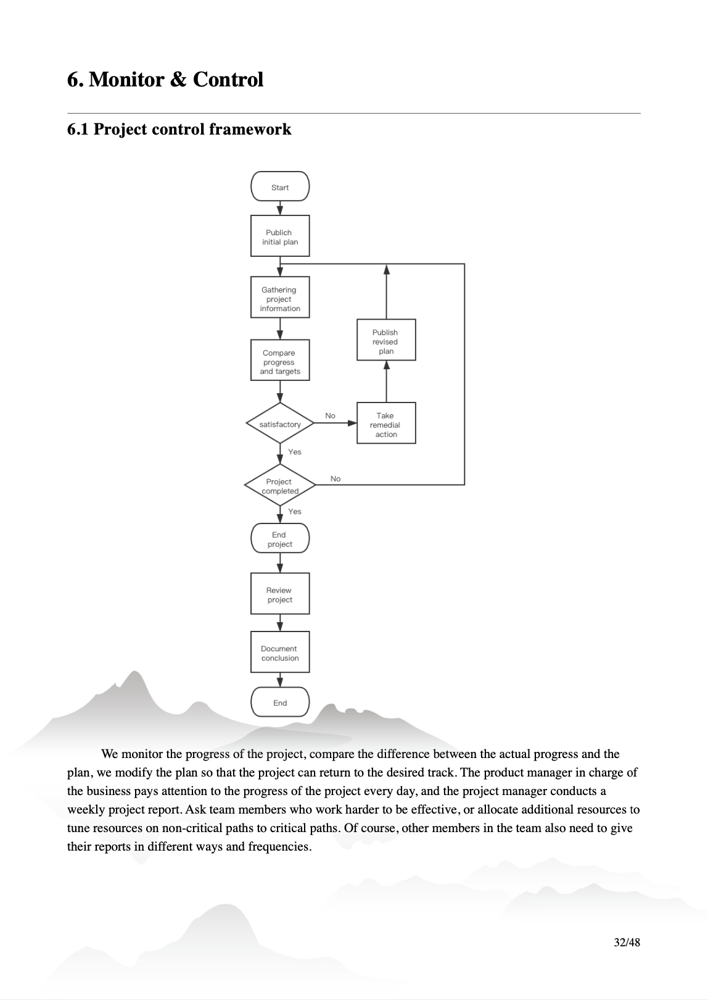 6. Monitor & Control
6.1 Project control framework
Start
Publich
initial plan
Gathering
project
information
Compare
progress
and targets
satisfactory
No
Take
remedial
action
Publish
revised
plan
Yes
Project
completed
No
Yes
End
project
Review
project
Document
conclusion
End
We monitor the progress of the project, compare the difference between the actual progress and the
plan, we modify the plan so that the project can return to the desired track. The product manager in charge of
the business pays attention to the progress of the project every day, and the project manager conducts a
weekly project report. Ask team members who work harder to be effective, or allocate additional resources to
tune resources on non-critical paths to critical paths. Of course, other members in the team also need to give
their reports in different ways and frequencies.
32/48